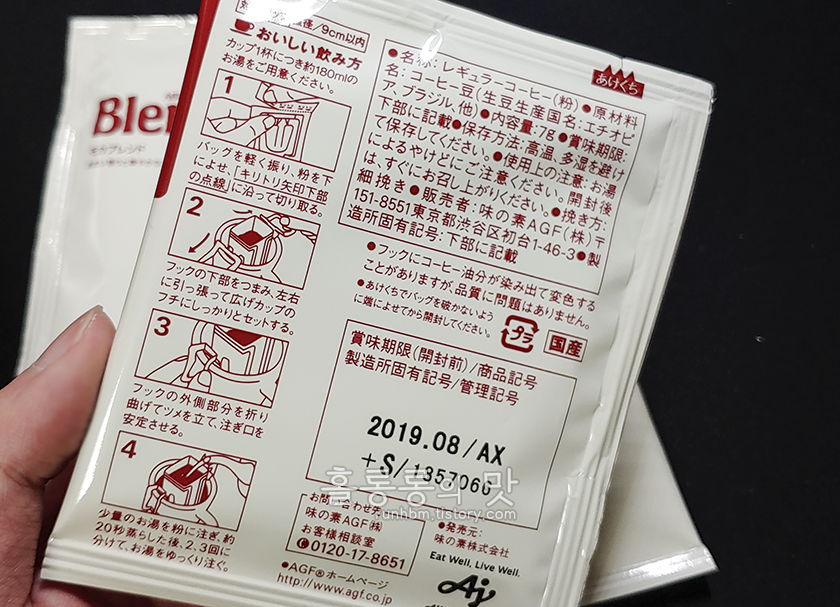 径/9cm以内
おいしい飲み方
カップ1杯につき約180mlの
お湯をご用意ください。
1
バッグを軽く振り、粉を下
によせ、「キリトリ矢印下部
の点線」に沿って切り取る。
2
フックの下部をつまみ、左右
に引っ張って広げカップの
フチにしっかりとセットする。
3
フックの外側部分を折り
曲げてツメを立て、注ぎ口を
安定させる。
4
少量のお湯を粉に注ぎ、約
20秒蒸らした後、2、3回に
分けて、お湯をゆっくり注ぐ。
あけくち
●名称:レギュラーコーヒー(粉)●原材料
名:コーヒー豆(生豆生産国名:エチオピ
ア、ブラジル、他)●内容量:7g●賞味期限:
下部に記載●保存方法:高温、多湿を避け
て保存してください。●使用上の注意:お湯
によるやけどにご注意ください。開封後
は、すぐにお召し上がりください。●挽き方:
細挽き●販売者:味の素AGF(株)〒
151-8551東京都渋谷区初台1-46-3●製
造所固有記号:下部に記載
●フックにコーヒー油分が染み出て変色する
ことがありますが、品質に問題はありません。
●あけくちでバッグを破かないよう
に端によせてから開封してください。
プラ
国産
賞味期限(開封前)/商品記号
製造所固有記号/管理記号
2019.08/AX
+S/1357060
홀릉릉의 맛
unhbm.tistory.com
お問い合わせ先
味の素AGF(株)
お客様相談室
0120-17-8651
●AGF®ホームページ
http://www.agf.co.jp
●発売元:
味の素株式会社
Eat Well, Live Well.
Aj
Blen